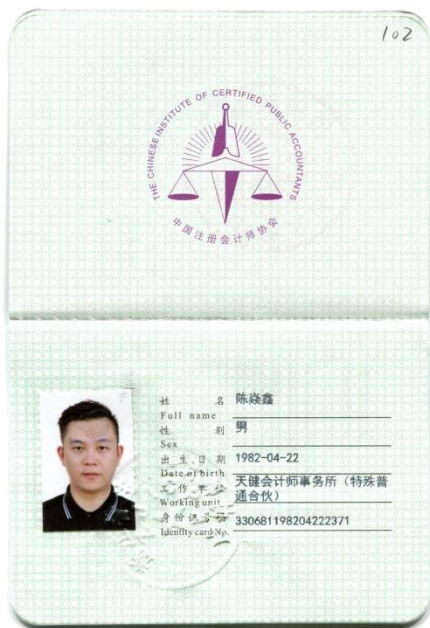 102
THE CHINESE INSTITUTE OF CERTIFIED PUBLIC ACCOUNTANTS
中国注册会计师协会
姓 名 陈焱鑫
Full name
性 别 男
Sex
出生日期 1982-04-22
Date of birth
工作单位 天健会计师事务所（特殊普
通合伙）
Working unit
身份证号码 330681198204222371
Identity card No.